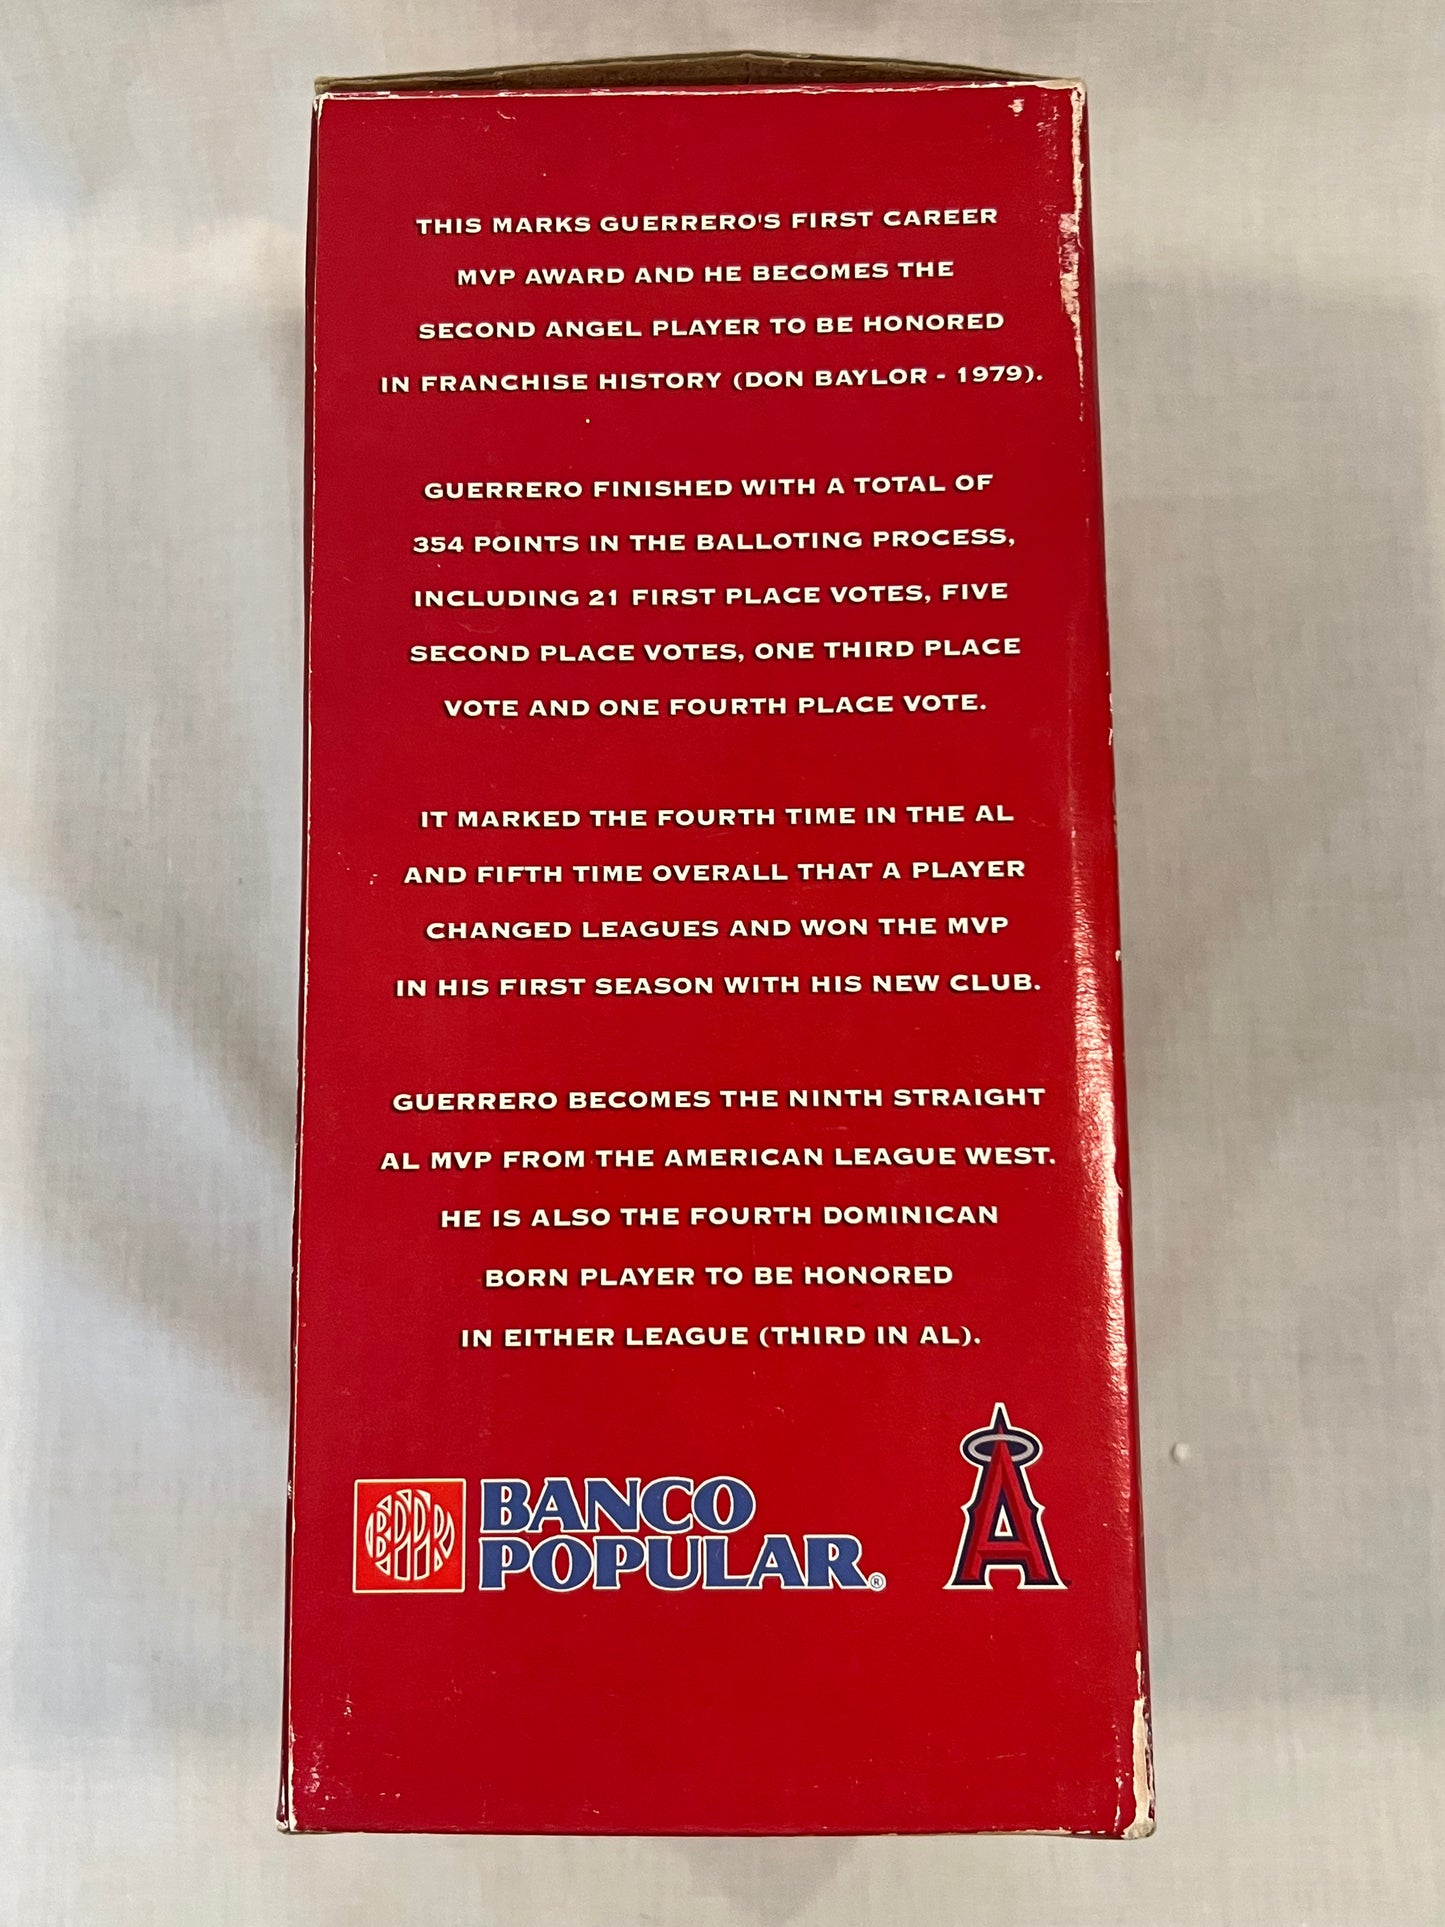 THIS MARKS GUERRERO'S FIRST CAREER
MVP AWARD AND HE BECOMES THE
SECOND ANGEL PLAYER TO BE HONORED
IN FRANCHISE HISTORY (DON BAYLOR - 1979).
GUERRERO FINISHED WITH A TOTAL OF
354 POINTS IN THE BALLOTING PROCESS,
INCLUDING 21 FIRST PLACE VOTES, FIVE
SECOND PLACE VOTES, ONE THIRD PLACE
VOTE AND ONE FOURTH PLACE VOTE.
IT MARKED THE FOURTH TIME IN THE AL
AND FIFTH TIME OVERALL THAT A PLAYER
CHANGED LEAGUES AND WON THE MVP
IN HIS FIRST SEASON WITH HIS NEW CLUB.
GUERRERO BECOMES THE NINTH STRAIGHT
AL MVP FROM THE AMERICAN LEAGUE WEST.
HE IS ALSO THE FOURTH DOMINICAN
BORN PLAYER TO BE HONORED
IN EITHER LEAGUE (THIRD IN AL).
BPPR
BANCO
POPULAR®
A